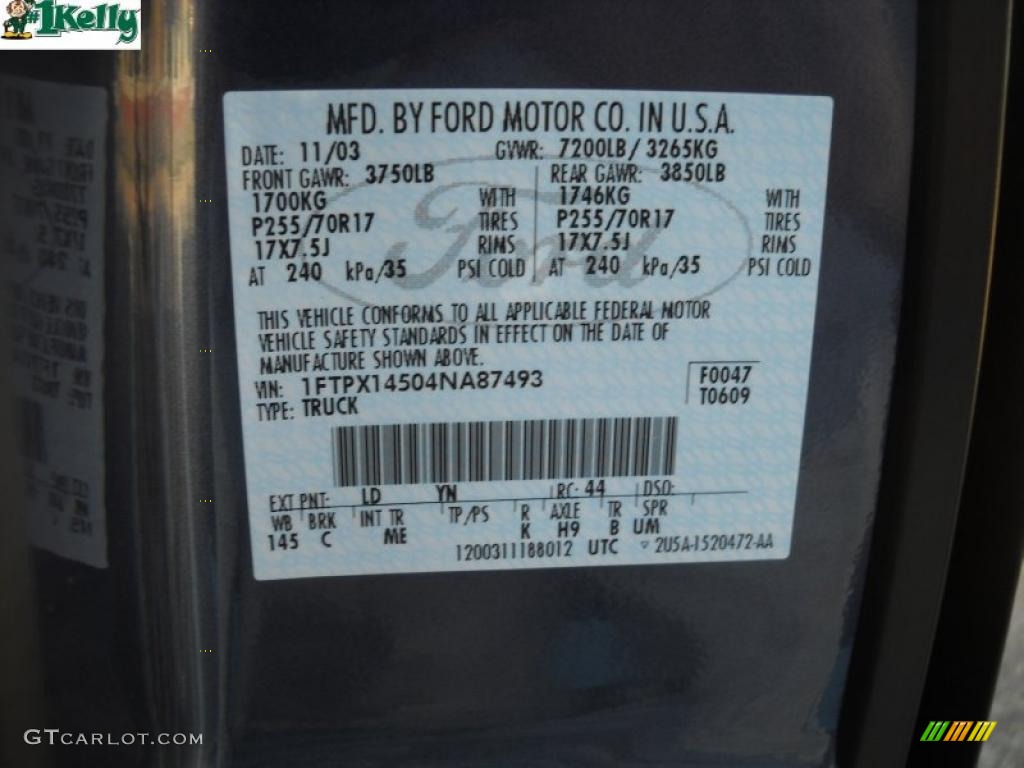 #1Kelly
MFD. BY FORD MOTOR CO. IN U.S.A.
DATE: 11/03 GVWR: 7200LB/ 3265KG
FRONT GAWR: 3750LB REAR GAWR: 3850LB
1700KG WITH 1746KG WITH
P255/70R17 TIRES P255/70R17 TIRES
17X7.5J RIMS 17X7.5J RIMS
AT 240 kPa/35 PSI COLD AT 240 kPa/35 PSI COLD
Ford
THIS VEHICLE CONFORMS TO ALL APPLICABLE FEDERAL MOTOR
VEHICLE SAFETY STANDARDS IN EFFECT ON THE DATE OF
MANUFACTURE SHOWN ABOVE.
VIN: 1FTPX14504NA87493 F0047
TYPE: TRUCK T0609
EXT PNT: LD YN RC: 44 DSO:
WB BRK INT TR TP/PS R AXLE TR SPR
145 C ME K H9 B UM
1200311188012 UTC 2U5A-1520472-AA
GTCARLOT.COM